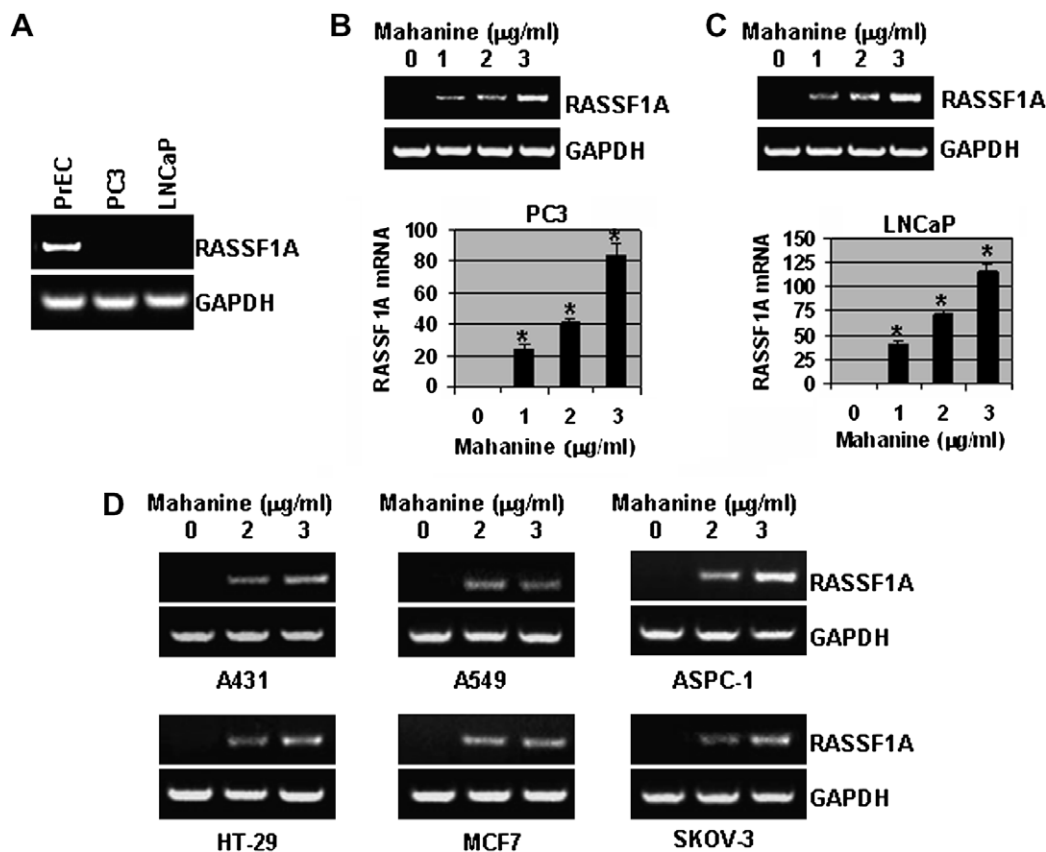 A
PrEC
PC3
LNCaP
RASSF1A
GAPDH
B
Mahanine (μg/ml)
0 1 2 3
RASSF1A
GAPDH
PC3
RASSF1A mRNA
100
80
60
40
20
0
0 1 2 3
Mahanine (μg/ml)
C
Mahanine (μg/ml)
0 1 2 3
RASSF1A
GAPDH
LNCaP
RASSF1A mRNA
150
125
100
75
50
25
0
0 1 2 3
Mahanine (μg/ml)
* * *
* * *
D
Mahanine (μg/ml) Mahanine (μg/ml) Mahanine (μg/ml)
0 2 3 0 2 3 0 2 3
RASSF1A
GAPDH
A431 A549 ASPC-1
RASSF1A
GAPDH
HT-29 MCF7 SKOV-3